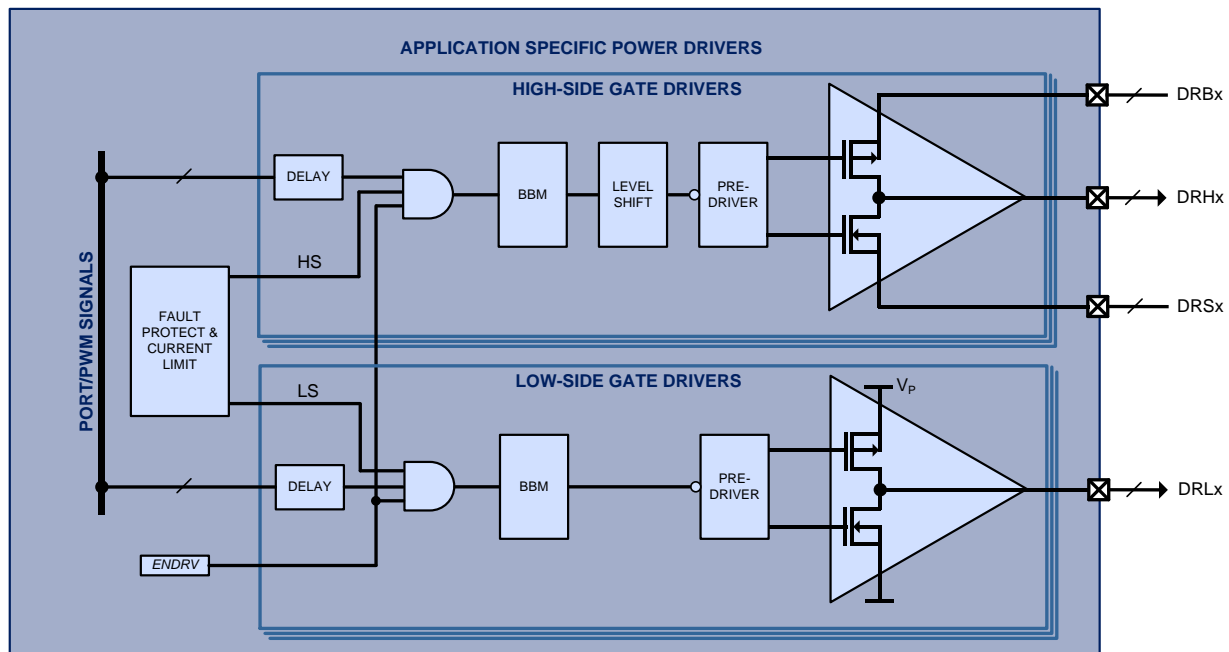 APPLICATION SPECIFIC POWER DRIVERS
HIGH-SIDE GATE DRIVERS
DRBx
DELAY
BBM
LEVEL
SHIFT
PRE-
DRIVER
DRHx
PORT/PWM SIGNALS
HS
FAULT
PROTECT &
CURRENT
LIMIT
DRSx
LOW-SIDE GATE DRIVERS
LS
VP
DELAY
BBM
PRE-
DRIVER
DRLx
ENDRV